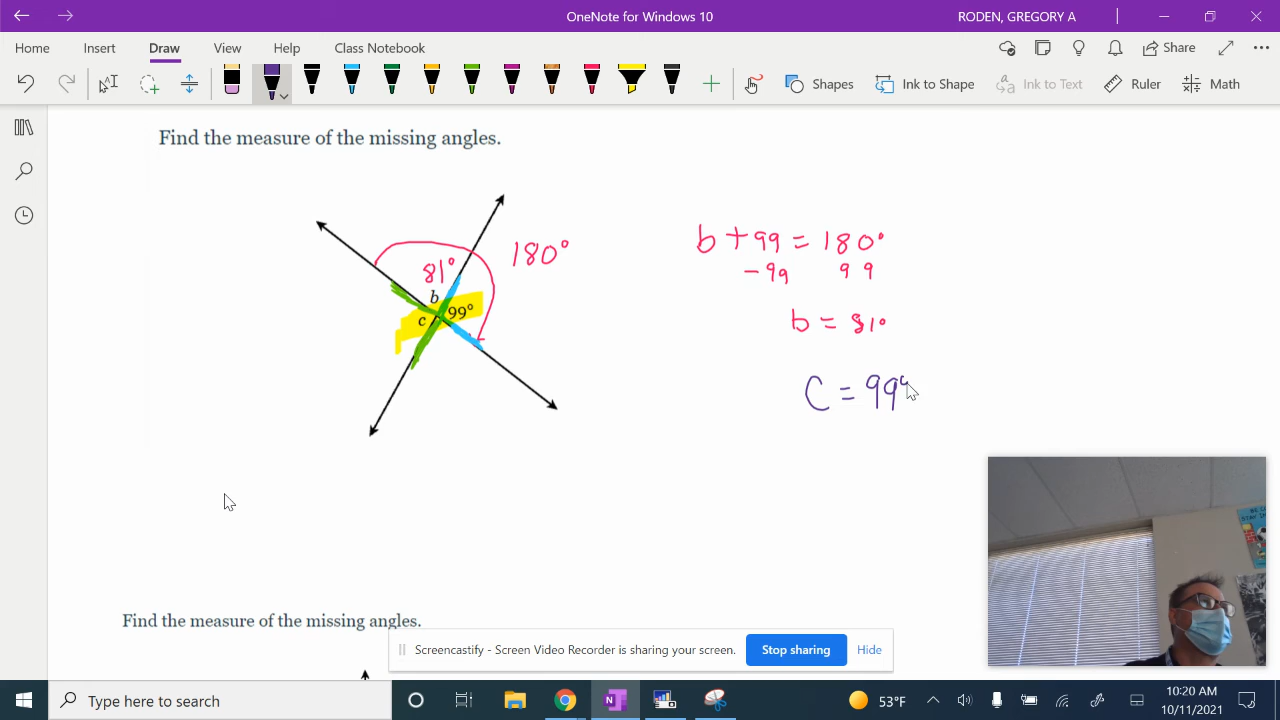 OneNote for Windows 10
RODEN, GREGORY A
Home
Insert
Draw
View
Help
Class Notebook
Share
Shapes
Ink to Shape
Ink to Text
Ruler
Math
Find the measure of the missing angles.
180°
81°
b
99°
c
b + 99 = 180°
- 99 99
b = 81°
C = 99°
Find the measure of the missing angles.
Screencastify - Screen Video Recorder is sharing your screen.
Stop sharing
Hide
Type here to search
53°F
10:20 AM
10/11/2021